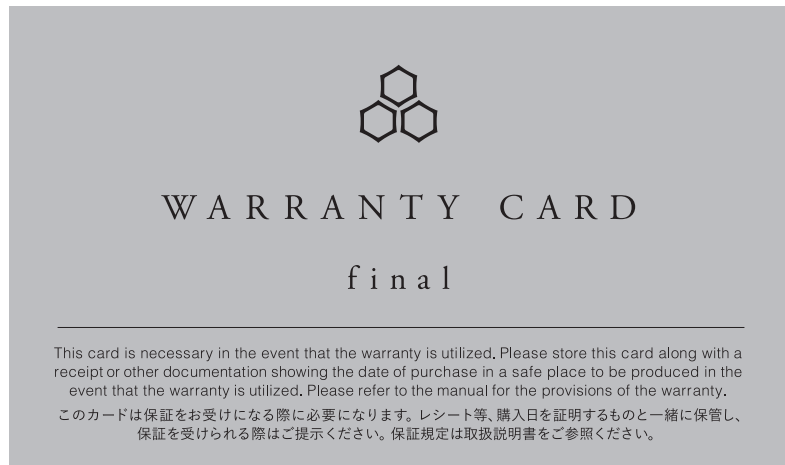 WARRANTY CARD
final
This card is necessary in the event that the warranty is utilized. Please store this card along with a
receipt or other documentation showing the date of purchase in a safe place to be produced in the
event that the warranty is utilized. Please refer to the manual for the provisions of the warranty.
このカードは保証をお受けになる際に必要になります。レシート等、購入日を証明するものと一緒に保管し、
保証を受けられる際はご提示ください。保証規定は取扱説明書をご参照ください。